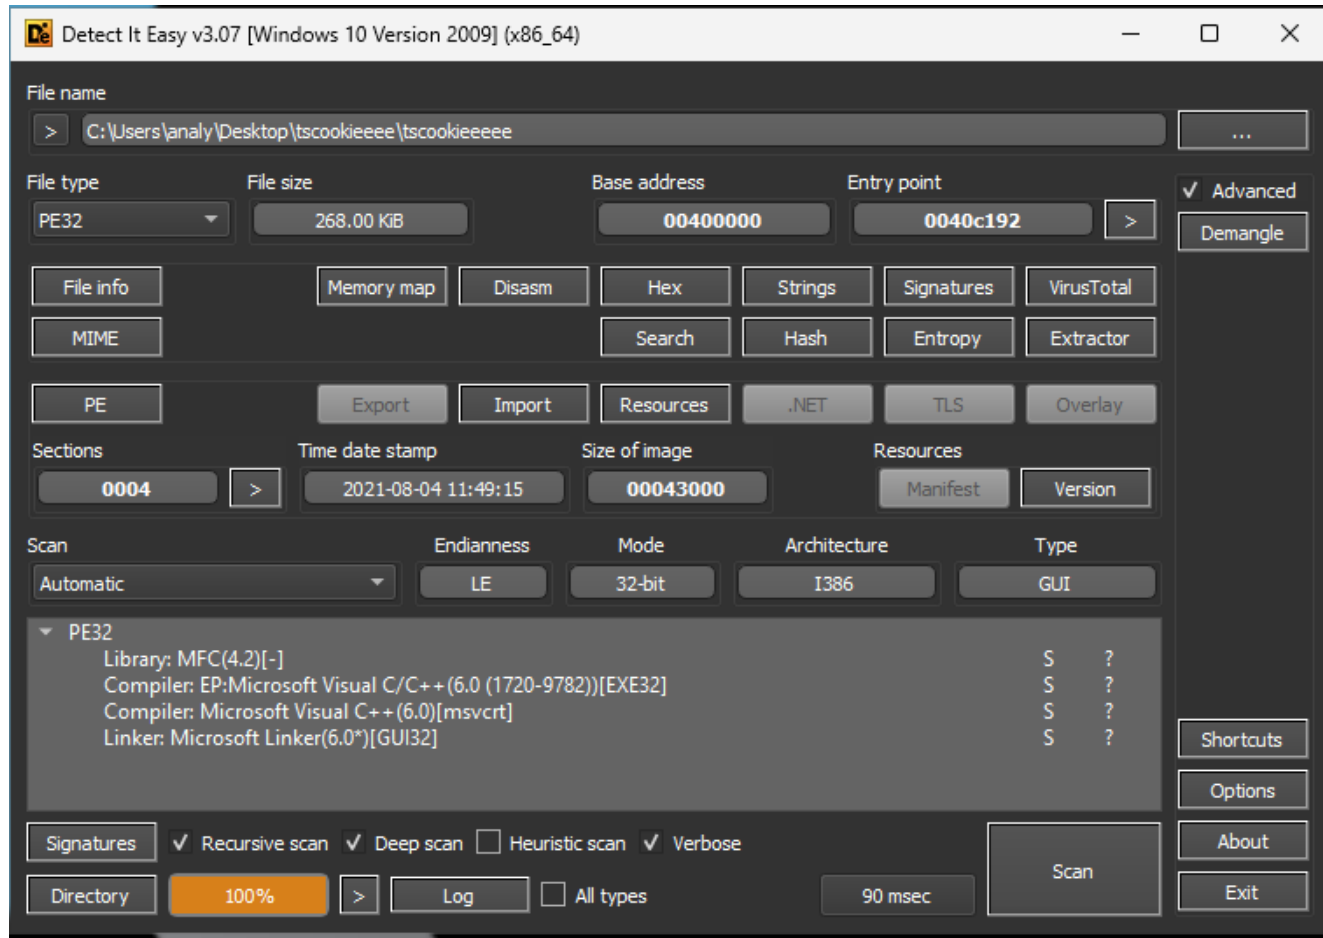 Detect It Easy v3.07 [Windows 10 Version 2009] (x86_64)
File name
> C:\Users\analy\Desktop\tscookieeee\tscookieeeee ...
File type File size Base address Entry point Advanced
PE32 268.00 KiB 00400000 0040c192 > Demangle
File info Memory map Disasm Hex Strings Signatures VirusTotal
MIME Search Hash Entropy Extractor
PE Export Import Resources .NET TLS Overlay
Sections Time date stamp Size of image Resources
0004 > 2021-08-04 11:49:15 00043000 Manifest Version
Scan Endianness Mode Architecture Type
Automatic LE 32-bit I386 GUI
PE32
Library: MFC(4.2)[-] S ?
Compiler: EP:Microsoft Visual C/C++(6.0 (1720-9782))[EXE32] S ?
Compiler: Microsoft Visual C++(6.0)[msvcrt] S ?
Linker: Microsoft Linker(6.0*)[GUI32] S ?
Shortcuts
Options
Signatures Recursive scan Deep scan Heuristic scan Verbose About
Scan
Directory 100% > Log All types 90 msec Exit